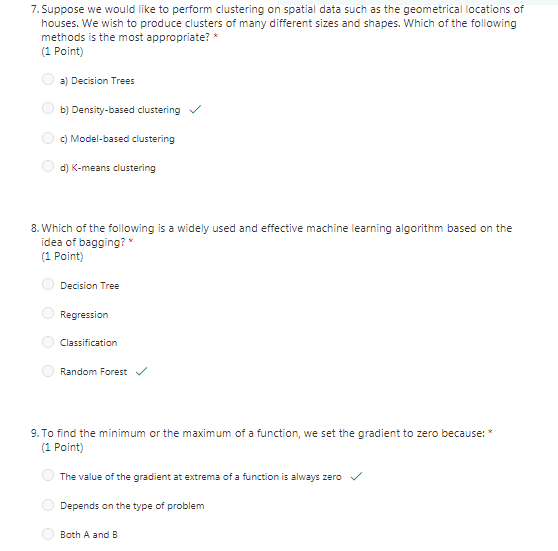 7. Suppose we would like to perform clustering on spatial data such as the geometrical locations of
houses. We wish to produce clusters of many different sizes and shapes. Which of the following
methods is the most appropriate? *
(1 Point)
a) Decision Trees
b) Density-based clustering ✓
c) Model-based clustering
d) K-means clustering
8. Which of the following is a widely used and effective machine learning algorithm based on the
idea of bagging? *
(1 Point)
Decision Tree
Regression
Classification
Random Forest ✓
9. To find the minimum or the maximum of a function, we set the gradient to zero because: *
(1 Point)
The value of the gradient at extrema of a function is always zero ✓
Depends on the type of problem
Both A and B